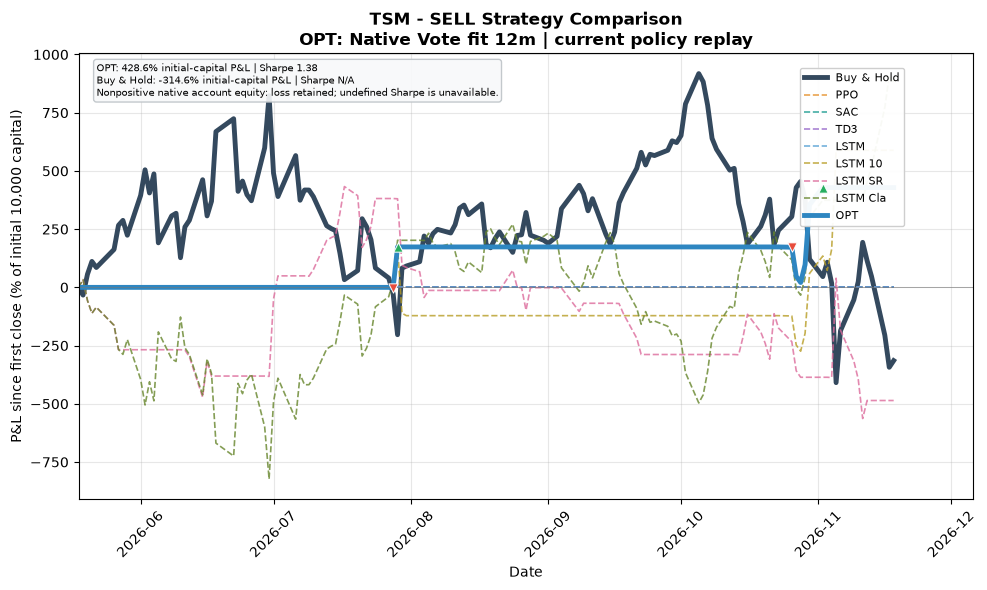 TSM - SELL Strategy Comparison
OPT: Native Vote fit 12m | current policy replay
OPT: 428.6% initial-capital P&L | Sharpe 1.38
Buy & Hold: -314.6% initial-capital P&L | Sharpe N/A
Nonpositive native account equity: loss retained; undefined Sharpe is unavailable.
Buy & Hold
PPO
SAC
TD3
LSTM
LSTM 10
LSTM SR
LSTM Cla
OPT
P&L since first close (% of initial 10,000 capital)
1000
750
500
250
0
−250
−500
−750
2026-06
2026-07
2026-08
2026-09
2026-10
2026-11
2026-12
Date